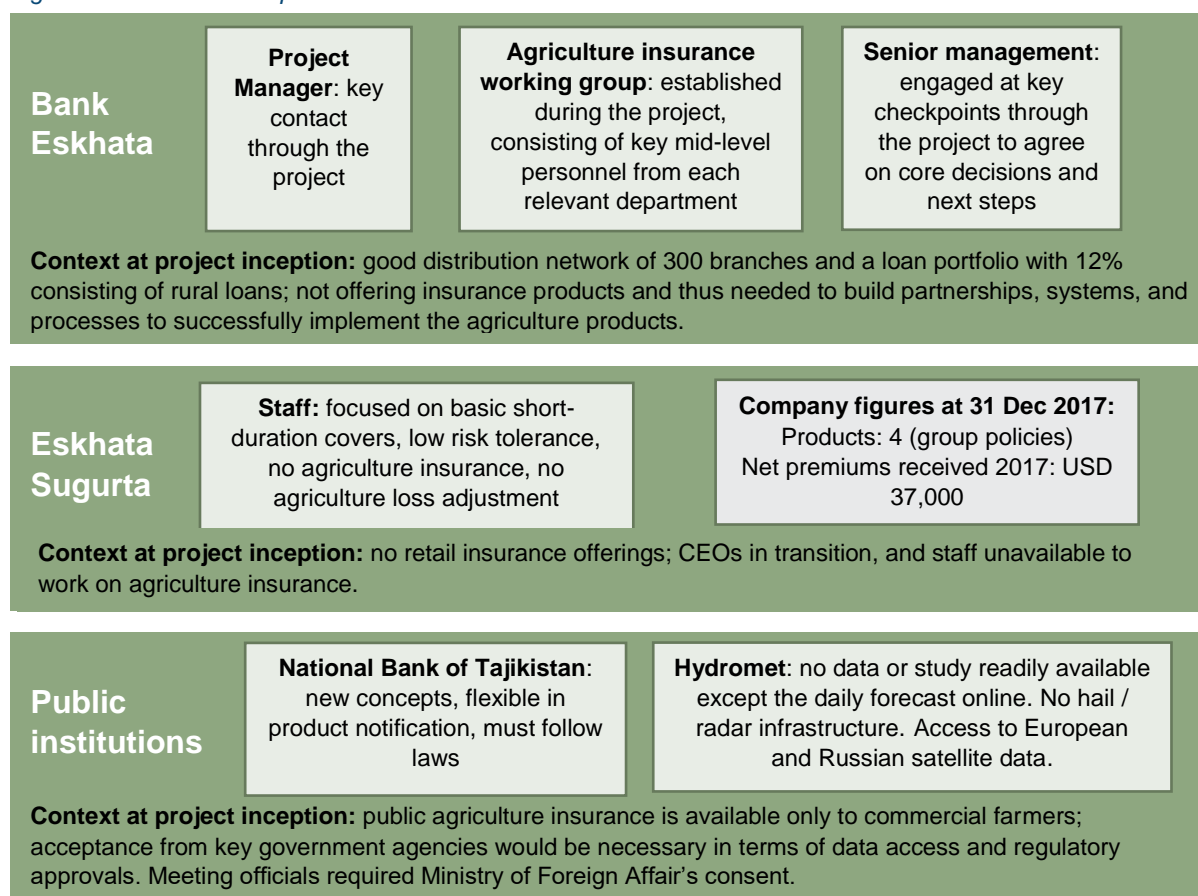 Bank
Eskhata
Project
Manager: key
contact
through the
project
Agriculture insurance
working group: established
during the project,
consisting of key mid-level
personnel from each
relevant department
Senior management:
engaged at key
checkpoints through
the project to agree
on core decisions and
next steps
Context at project inception: good distribution network of 300 branches and a loan portfolio with 12%
consisting of rural loans; not offering insurance products and thus needed to build partnerships, systems, and
processes to successfully implement the agriculture products.
Eskhata
Sugurta
Staff: focused on basic short-
duration covers, low risk tolerance,
no agriculture insurance, no
agriculture loss adjustment
Company figures at 31 Dec 2017:
Products: 4 (group policies)
Net premiums received 2017: USD
37,000
Context at project inception: no retail insurance offerings; CEOs in transition, and staff unavailable to
work on agriculture insurance.
Public
institutions
National Bank of Tajikistan:
new concepts, flexible in
product notification, must follow
laws
Hydromet: no data or study readily available
except the daily forecast online. No hail /
radar infrastructure. Access to European
and Russian satellite data.
Context at project inception: public agriculture insurance is available only to commercial farmers;
acceptance from key government agencies would be necessary in terms of data access and regulatory
approvals. Meeting officials required Ministry of Foreign Affair's consent.